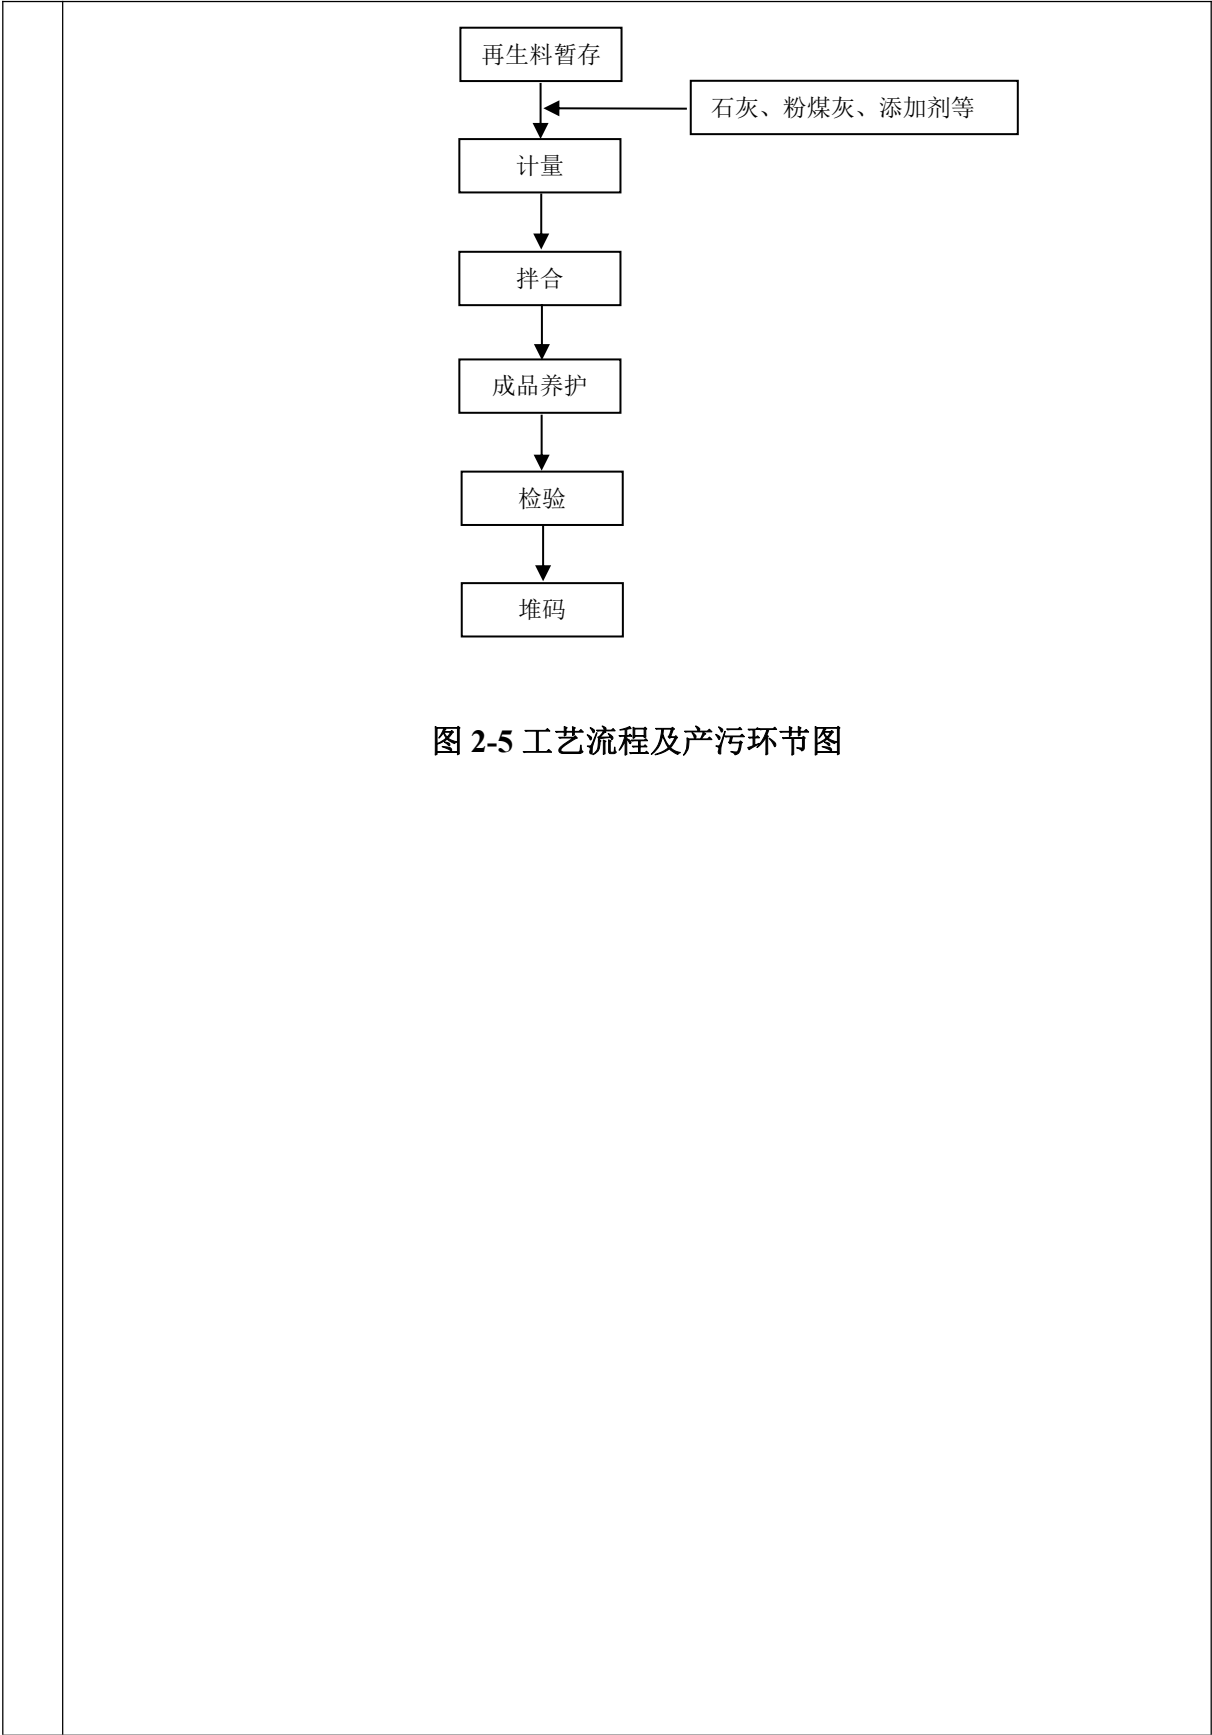 再生料暂存
石灰、粉煤灰、添加剂等
计量
拌合
成品养护
检验
堆码
图 2-5 工艺流程及产污环节图